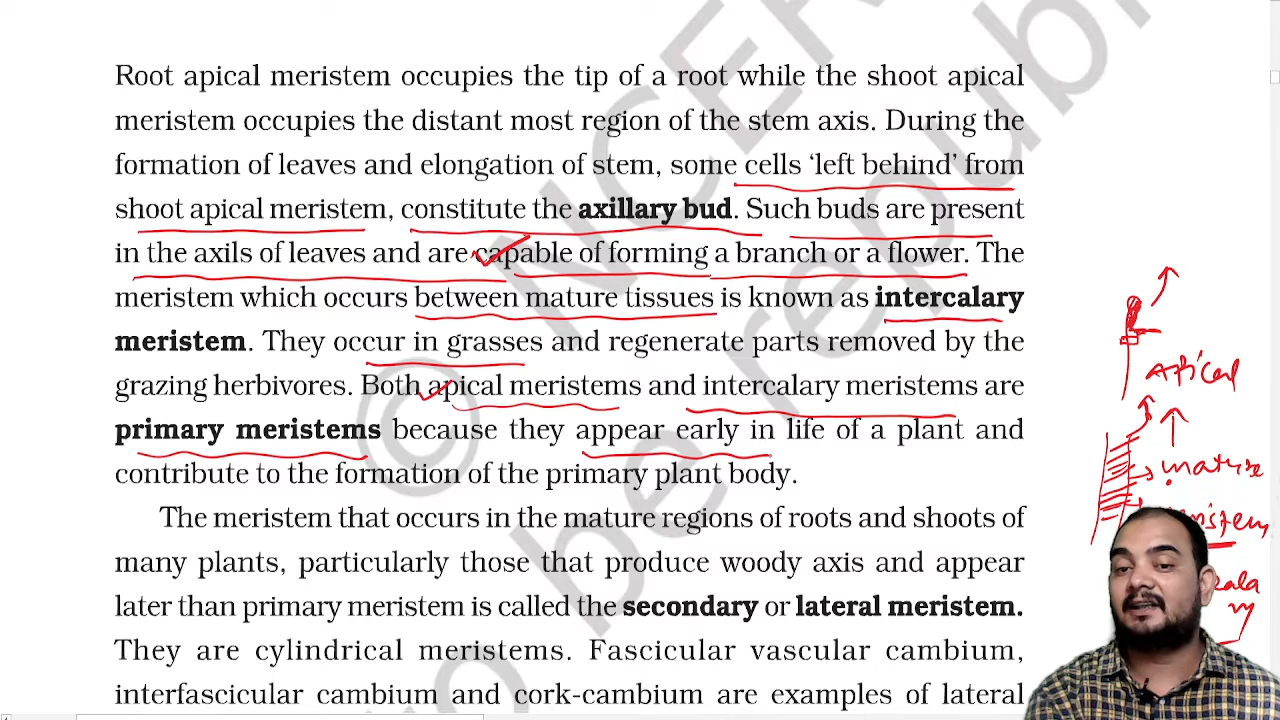 Root apical meristem occupies the tip of a root while the shoot apical
meristem occupies the distant most region of the stem axis. During the
formation of leaves and elongation of stem, some cells ‘left behind’ from
shoot apical meristem, constitute the axillary bud. Such buds are present
in the axils of leaves and are capable of forming a branch or a flower. The
meristem which occurs between mature tissues is known as intercalary
meristem. They occur in grasses and regenerate parts removed by the
grazing herbivores. Both apical meristems and intercalary meristems are
primary meristems because they appear early in life of a plant and
contribute to the formation of the primary plant body.
The meristem that occurs in the mature regions of roots and shoots of
many plants, particularly those that produce woody axis and appear
later than primary meristem is called the secondary or lateral meristem.
They are cylindrical meristems. Fascicular vascular cambium,
interfascicular cambium and cork-cambium are examples of lateral
Apical
mature
© NCER
o be republi